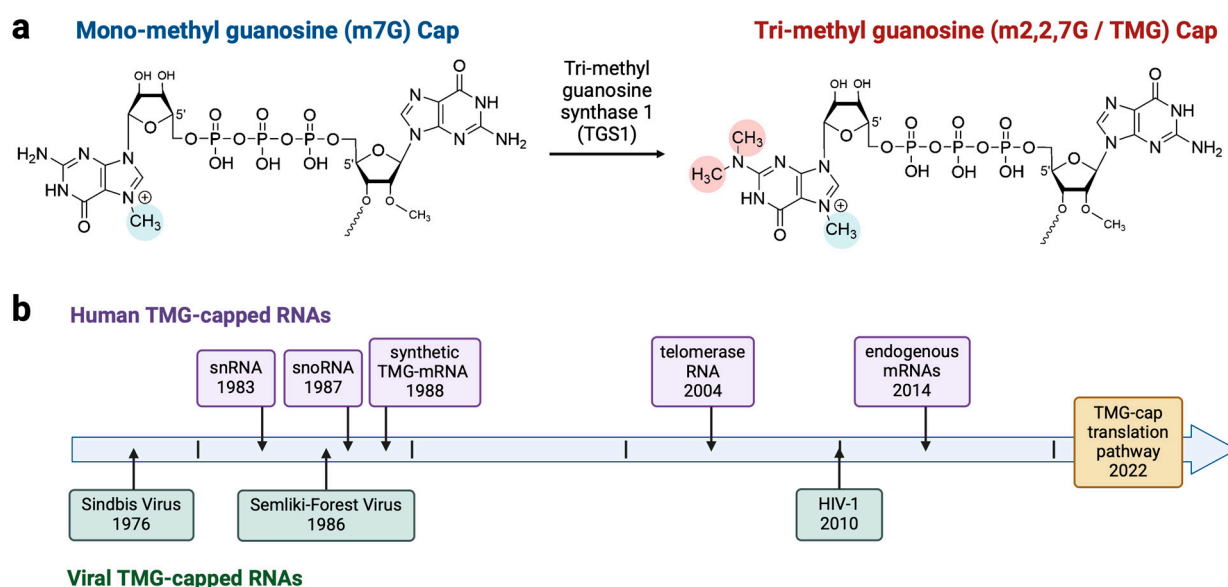 a
Mono-methyl guanosine (m7G) Cap
Tri-methyl guanosine (m2,2,7G / TMG) Cap
Tri-methyl
guanosine
synthase 1
(TGS1)
OH OH
5'
O
O
P
O
P
O
P
O
O
O
O
OH
OH
OH
H₂N
N
N
HN
N
+
O
CH₃
5'
O
O
O
CH₃
N
N
N
NH
NH₂
O
OH OH
5'
O
O
P
O
P
O
P
O
O
O
O
OH
OH
OH
CH₃
H₃C
N
N
N
HN
N
+
O
CH₃
5'
O
O
O
CH₃
N
N
N
NH
NH₂
O
b
Human TMG-capped RNAs
snRNA
1983
snoRNA
1987
synthetic
TMG-mRNA
1988
telomerase
RNA
2004
endogenous
mRNAs
2014
TMG-cap
translation
pathway
2022
Sindbis Virus
1976
Semliki-Forest Virus
1986
HIV-1
2010
Viral TMG-capped RNAs